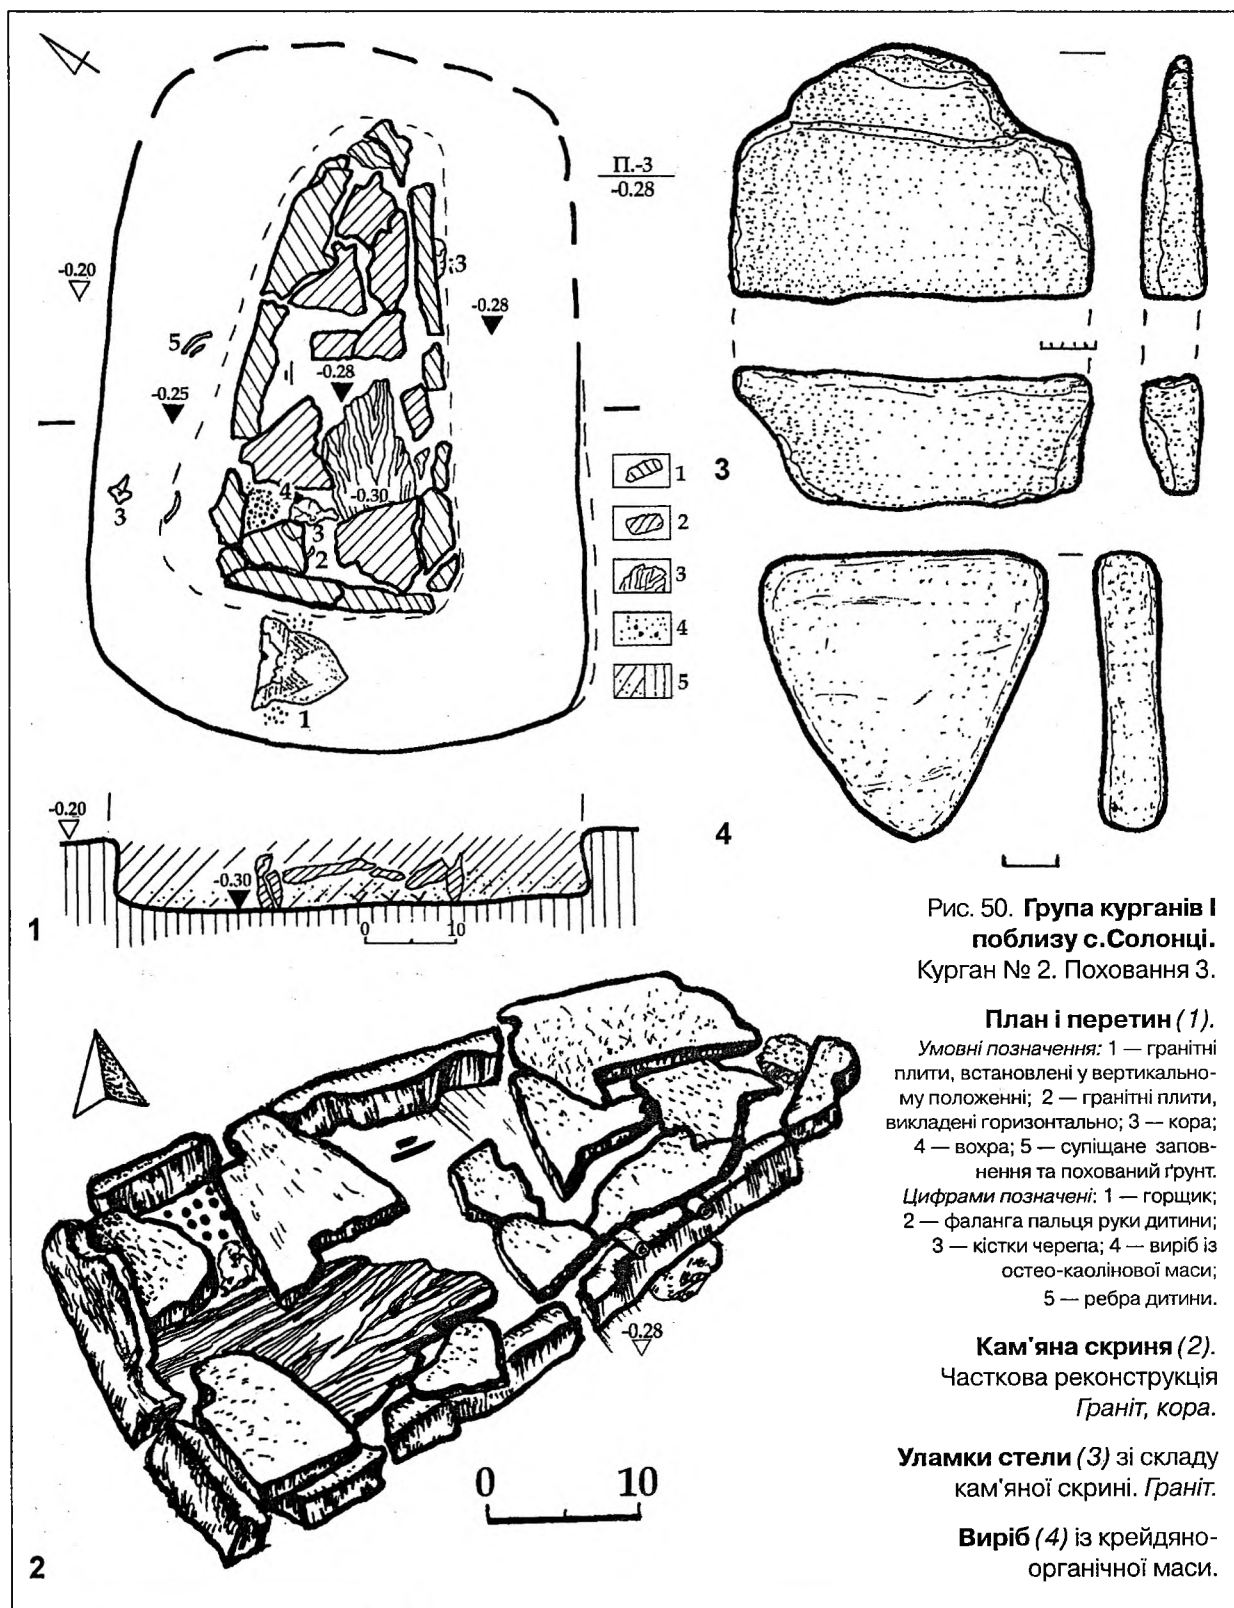 П.-3
-0.28
-0.20
3
-0.28
5
-0.28
-0.25
3
4
-0.30
3
2
1
1
2
3
4
5
3
4
-0.20
-0.30
0 10
1
Рис. 50. Група курганів І
поблизу с.Солонці.
Курган № 2. Поховання 3.
План і перетин (1).
Умовні позначення: 1 — гранітні
плити, встановлені у вертикально-
му положенні; 2 — гранітні плити,
викладені горизонтально; 3 — кора;
4 — вохра; 5 — супіщане запов-
нення та похований ґрунт.
Цифрами позначені: 1 — горщик;
2 — фаланга пальця руки дитини;
3 — кістки черепа; 4 — виріб із
остео-каолінової маси;
5 — ребра дитини.
Кам'яна скриня (2).
Часткова реконструкція
Граніт, кора.
Уламки стели (3) зі складу
кам'яної скрині. Граніт.
Виріб (4) із крейдяно-
органічної маси.
-0.28
0 10
2